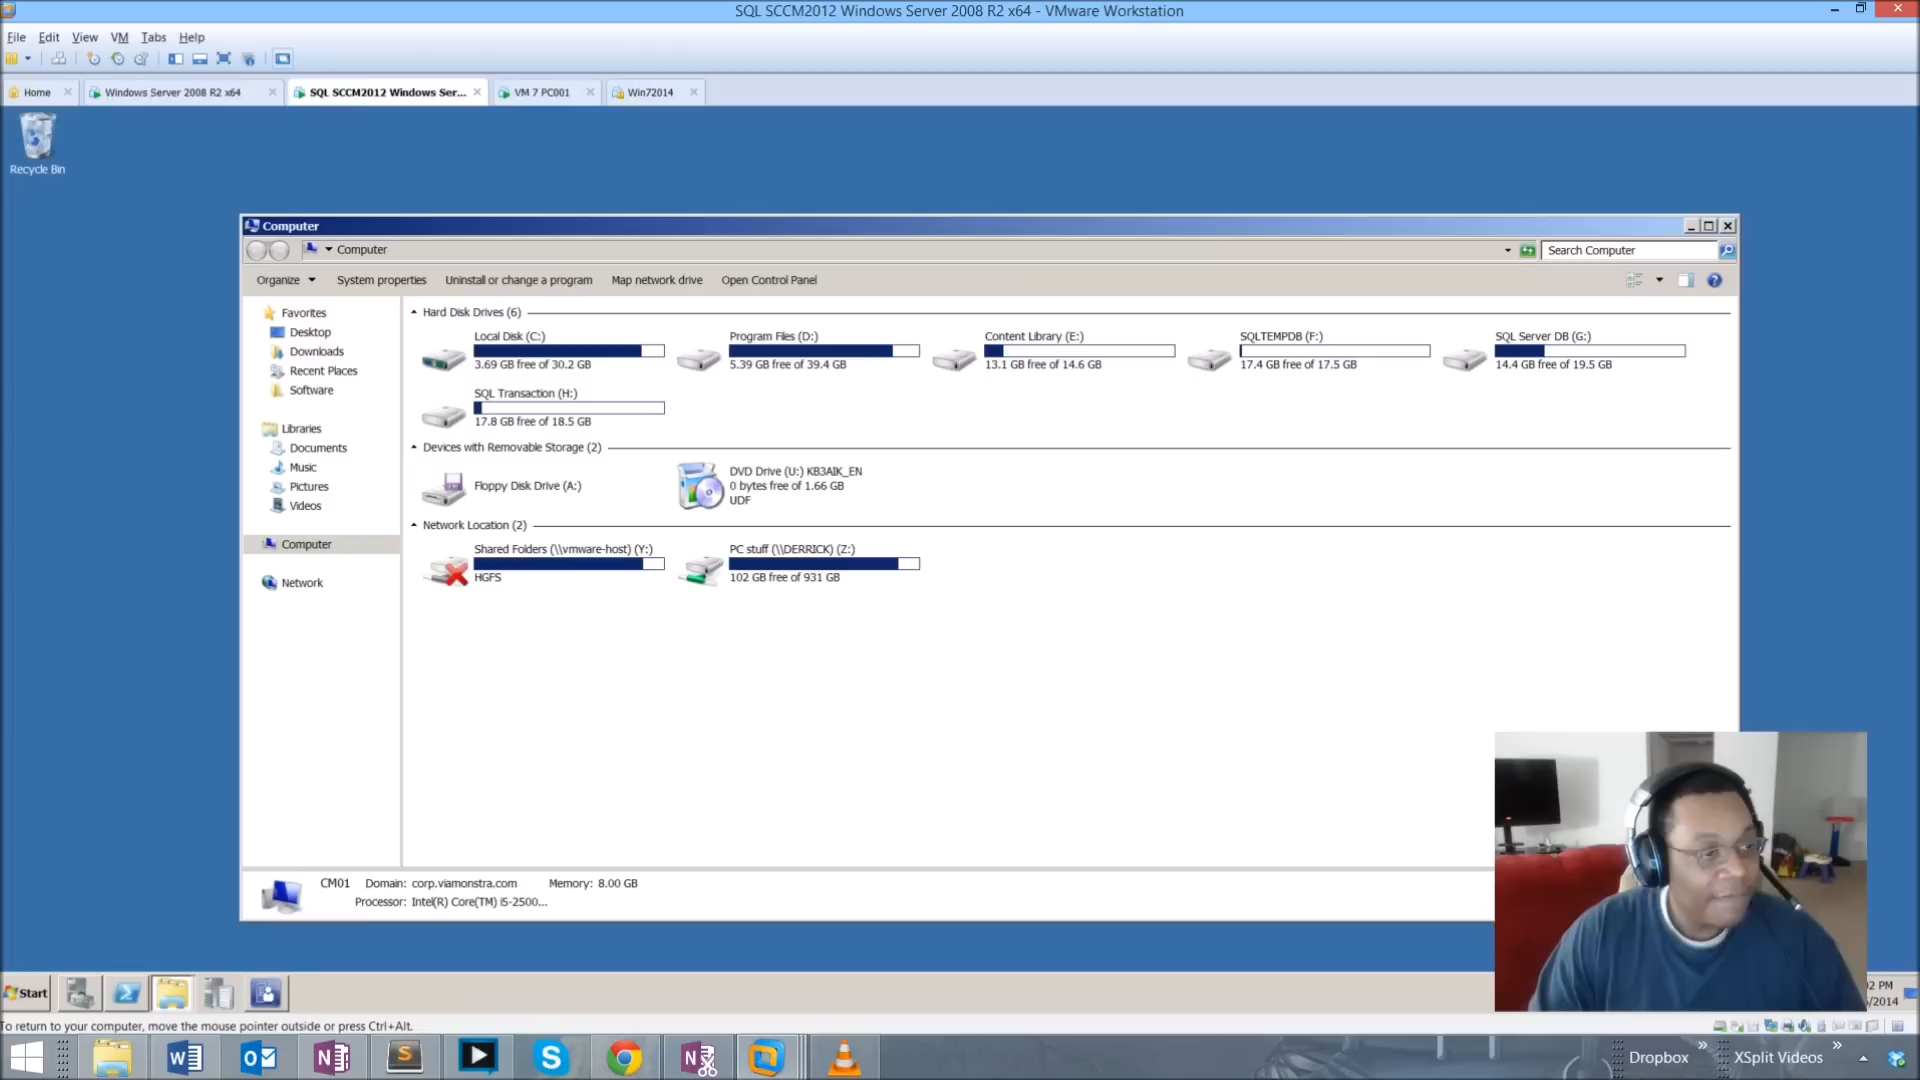 SQL SCCM2012 Windows Server 2008 R2 x64 - VMware Workstation
File Edit View VM Tabs Help
Home
Windows Server 2008 R2 x64
SQL SCCM2012 Windows Ser...
VM 7 PC001
Win72014
Recycle Bin
Computer
Computer
Search Computer
Organize
System properties
Uninstall or change a program
Map network drive
Open Control Panel
Favorites
Desktop
Downloads
Recent Places
Software
Libraries
Documents
Music
Pictures
Videos
Computer
Network
Hard Disk Drives (6)
Local Disk (C:)
3.69 GB free of 30.2 GB
Program Files (D:)
5.39 GB free of 39.4 GB
Content Library (E:)
13.1 GB free of 14.6 GB
SQLTEMPDB (F:)
17.4 GB free of 17.5 GB
SQL Server DB (G:)
14.4 GB free of 19.5 GB
SQL Transaction (H:)
17.8 GB free of 18.5 GB
Devices with Removable Storage (2)
Floppy Disk Drive (A:)
DVD Drive (U:) KB3AIK_EN
0 bytes free of 1.66 GB
UDF
Network Location (2)
Shared Folders (\\vmware-host) (Y:)
HGFS
PC stuff (\\DERRICK) (Z:)
102 GB free of 931 GB
CM01 Domain: corp.viamonstra.com Memory: 8.00 GB
Processor: Intel(R) Core(TM) i5-2500...
Start
2 PM
/2014
To return to your computer, move the mouse pointer outside or press Ctrl+Alt.
Dropbox
XSplit Videos